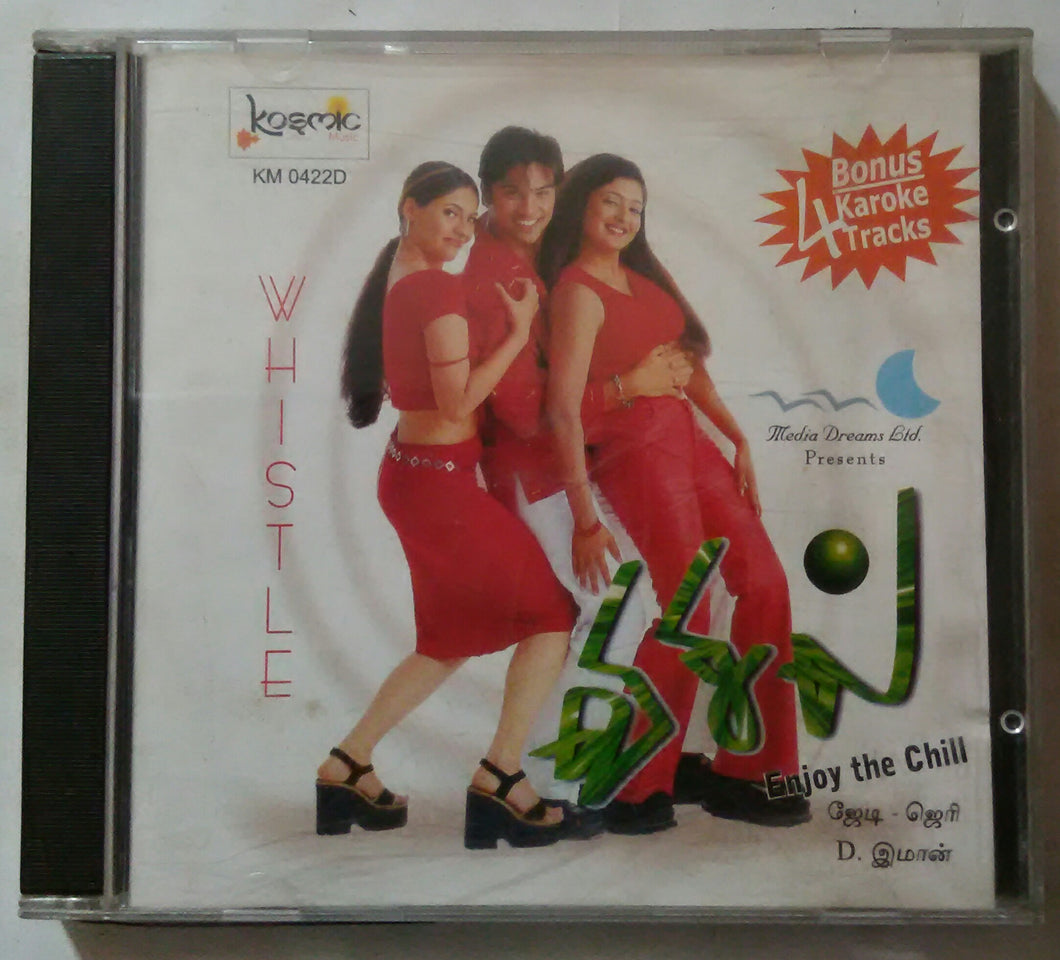 Kosmic
Music
KM 0422D
Bonus
4 Karoke
Tracks
WHISTLE
Media Dreams Ltd.
Presents
விசில்
Enjoy the Chill
ஜேடி - ஜெரி
D. இமான்